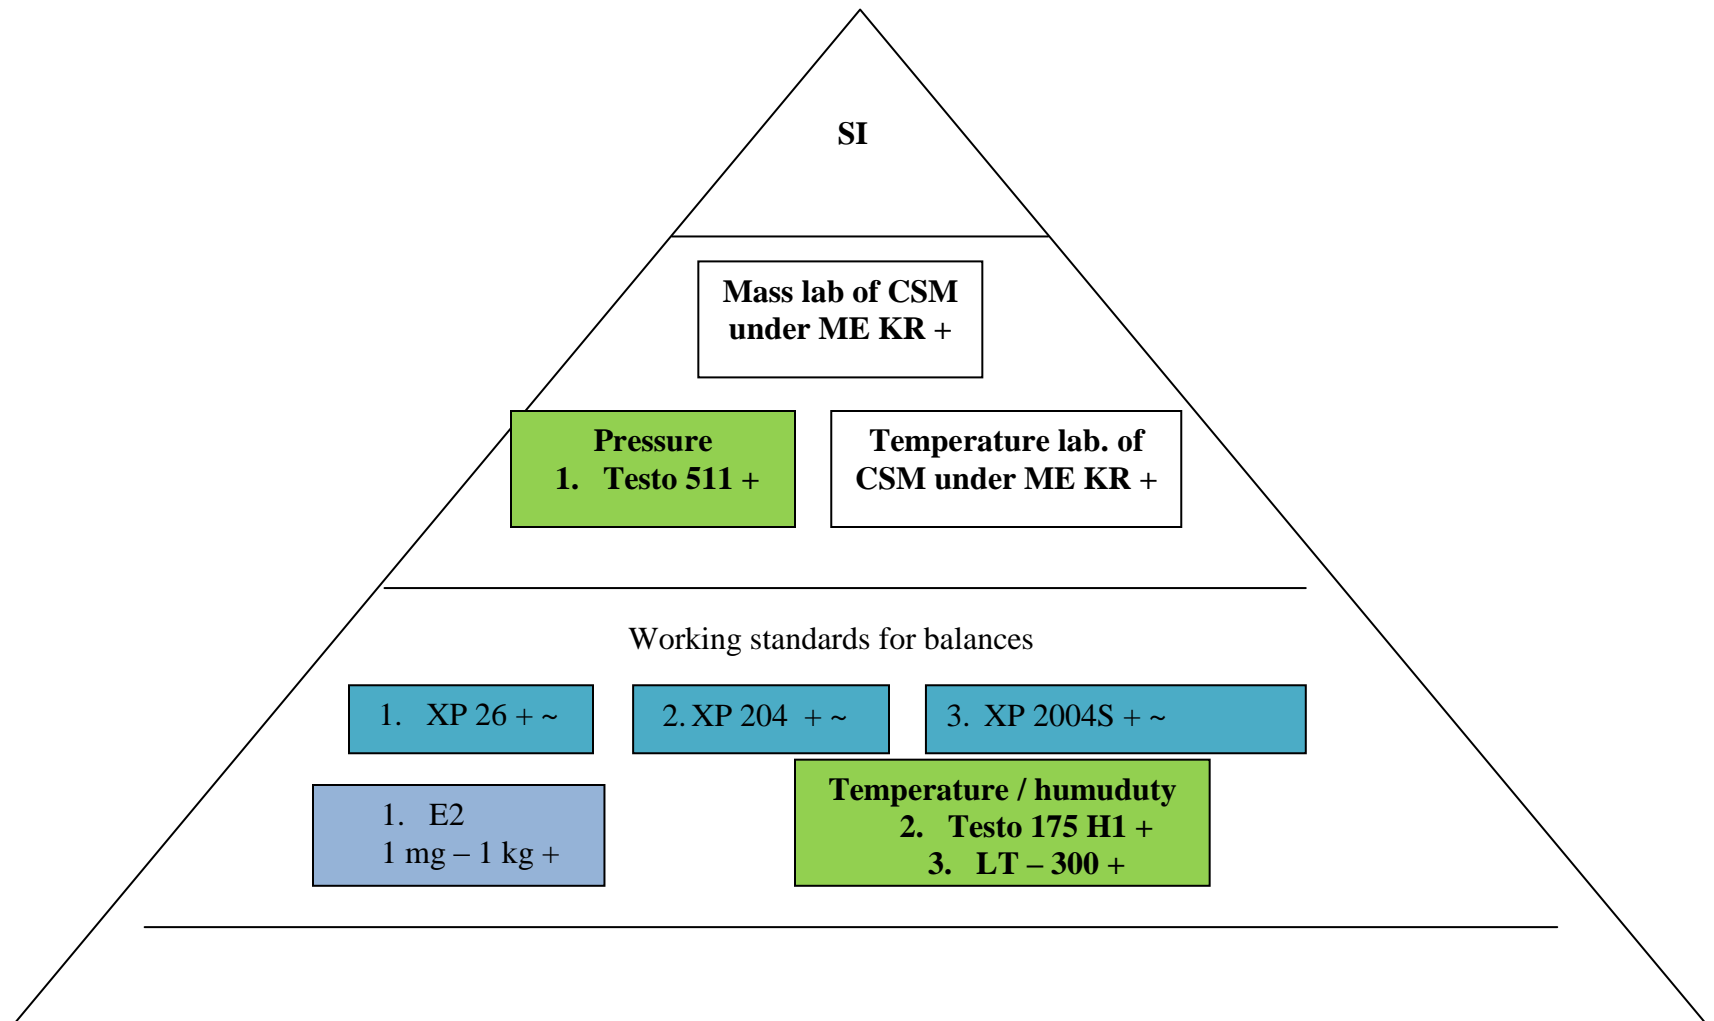 SI
Mass lab of CSM
under ME KR +
Pressure
1. Testo 511 +
Temperature lab. of
CSM under ME KR +
Working standards for balances
1. XP 26 + ~
2. XP 204 + ~
3. XP 2004S + ~
1. E2
1 mg – 1 kg +
Temperature / humuduty
2. Testo 175 H1 +
3. LT – 300 +